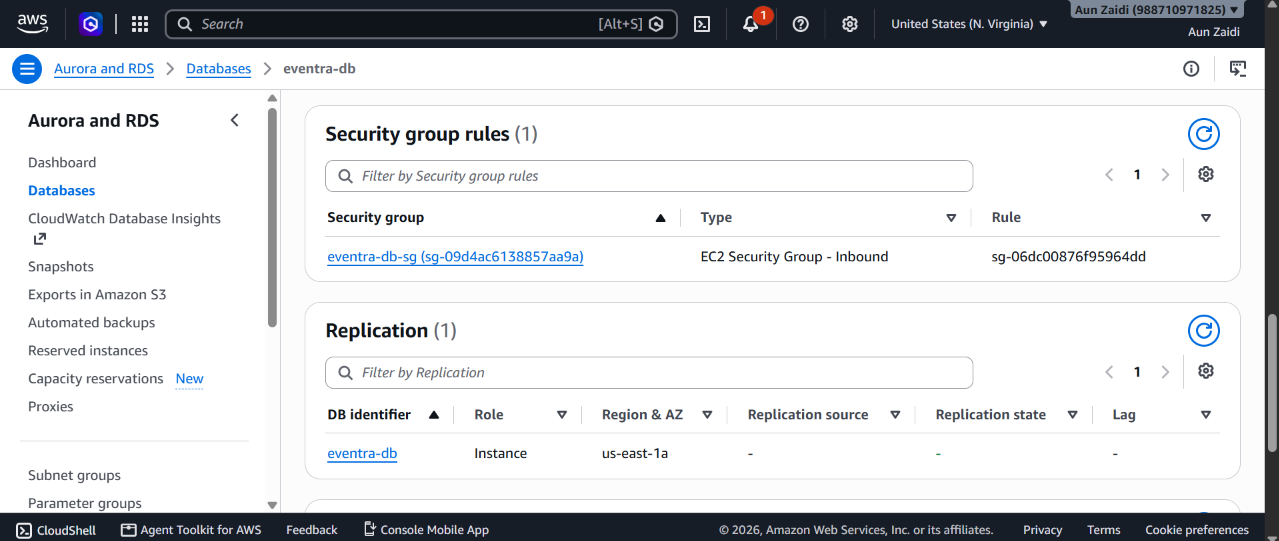 aws
Search
[Alt+S]
1
United States (N. Virginia)
Aun Zaidi (988710971825)
Aun Zaidi
Aurora and RDS
Databases
eventra-db
Aurora and RDS
Dashboard
Databases
CloudWatch Database Insights
Snapshots
Exports in Amazon S3
Automated backups
Reserved instances
Capacity reservations New
Proxies
Subnet groups
Parameter groups
Security group rules (1)
Filter by Security group rules
1
Security group Type Rule
eventra-db-sg (sg-09d4ac6138857aa9a) EC2 Security Group - Inbound sg-06dc00876f95964dd
Replication (1)
Filter by Replication
1
DB identifier Role Region & AZ Replication source Replication state Lag
eventra-db Instance us-east-1a - - -
CloudShell Agent Toolkit for AWS Feedback Console Mobile App © 2026, Amazon Web Services, Inc. or its affiliates. Privacy Terms Cookie preferences